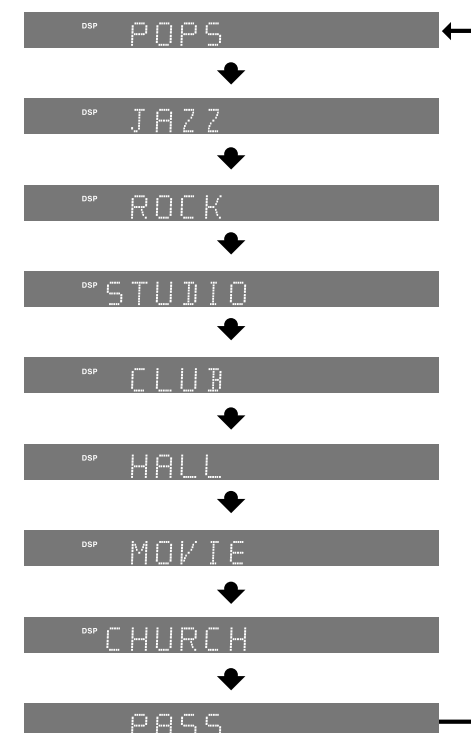 DSP POPS
DSP JAZZ
DSP ROCK
DSP STUDIO
DSP CLUB
DSP HALL
DSP MOVIE
DSP CHURCH
PASS